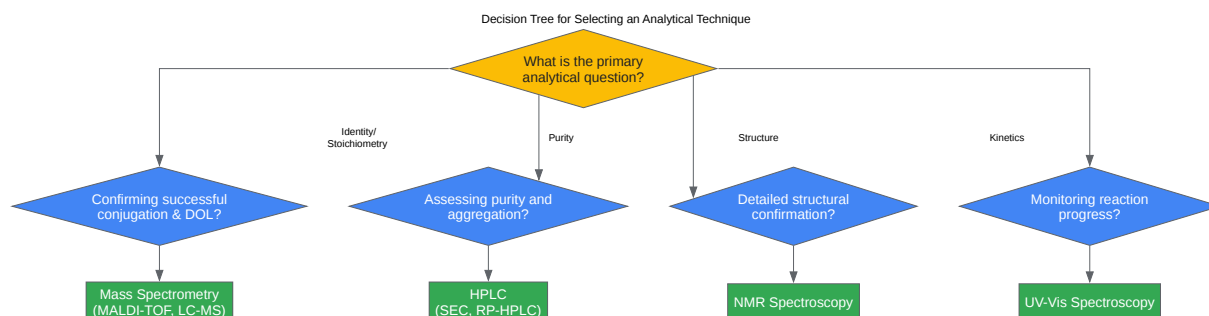 Decision Tree for Selecting an Analytical Technique
What is the primary
analytical question?
Identity/
Stoichiometry
Purity
Structure
Kinetics
Confirming successful
conjugation & DOL?
Assessing purity and
aggregation?
Detailed structural
confirmation?
Monitoring reaction
progress?
Mass Spectrometry
(MALDI-TOF, LC-MS)
HPLC
(SEC, RP-HPLC)
NMR Spectroscopy
UV-Vis Spectroscopy